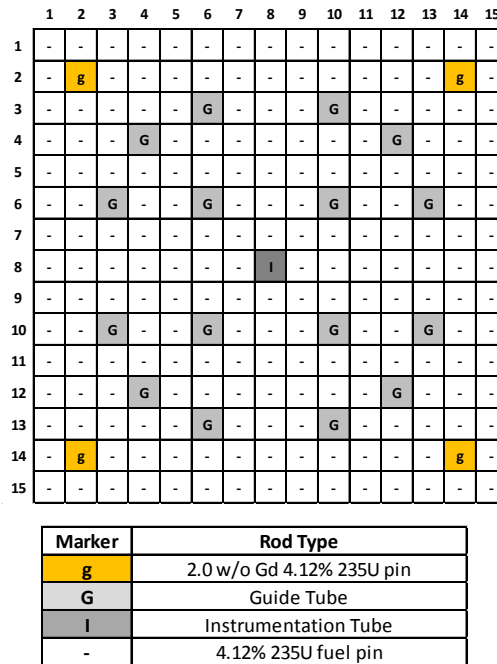 1 2 3 4 5 6 7 8 9 10 11 12 13 14 15
1 - - - - - - - - - - - - - - -
2 - g - - - - - - - - - - - g -
3 - - - - - G - - - G - - - - -
4 - - - G - - - - - - - G - - -
5 - - - - - - - - - - - - - - -
6 - - G - - G - - - G - - G - -
7 - - - - - - - - - - - - - - -
8 - - - - - - - I - - - - - - -
9 - - - - - - - - - - - - - - -
10 - - G - - G - - - G - - G - -
11 - - - - - - - - - - - - - - -
12 - - - G - - - - - - - G - - -
13 - - - - - G - - - G - - - - -
14 - g - - - - - - - - - - - g -
15 - - - - - - - - - - - - - - -
Marker Rod Type
g 2.0 w/o Gd 4.12% 235U pin
G Guide Tube
I Instrumentation Tube
- 4.12% 235U fuel pin